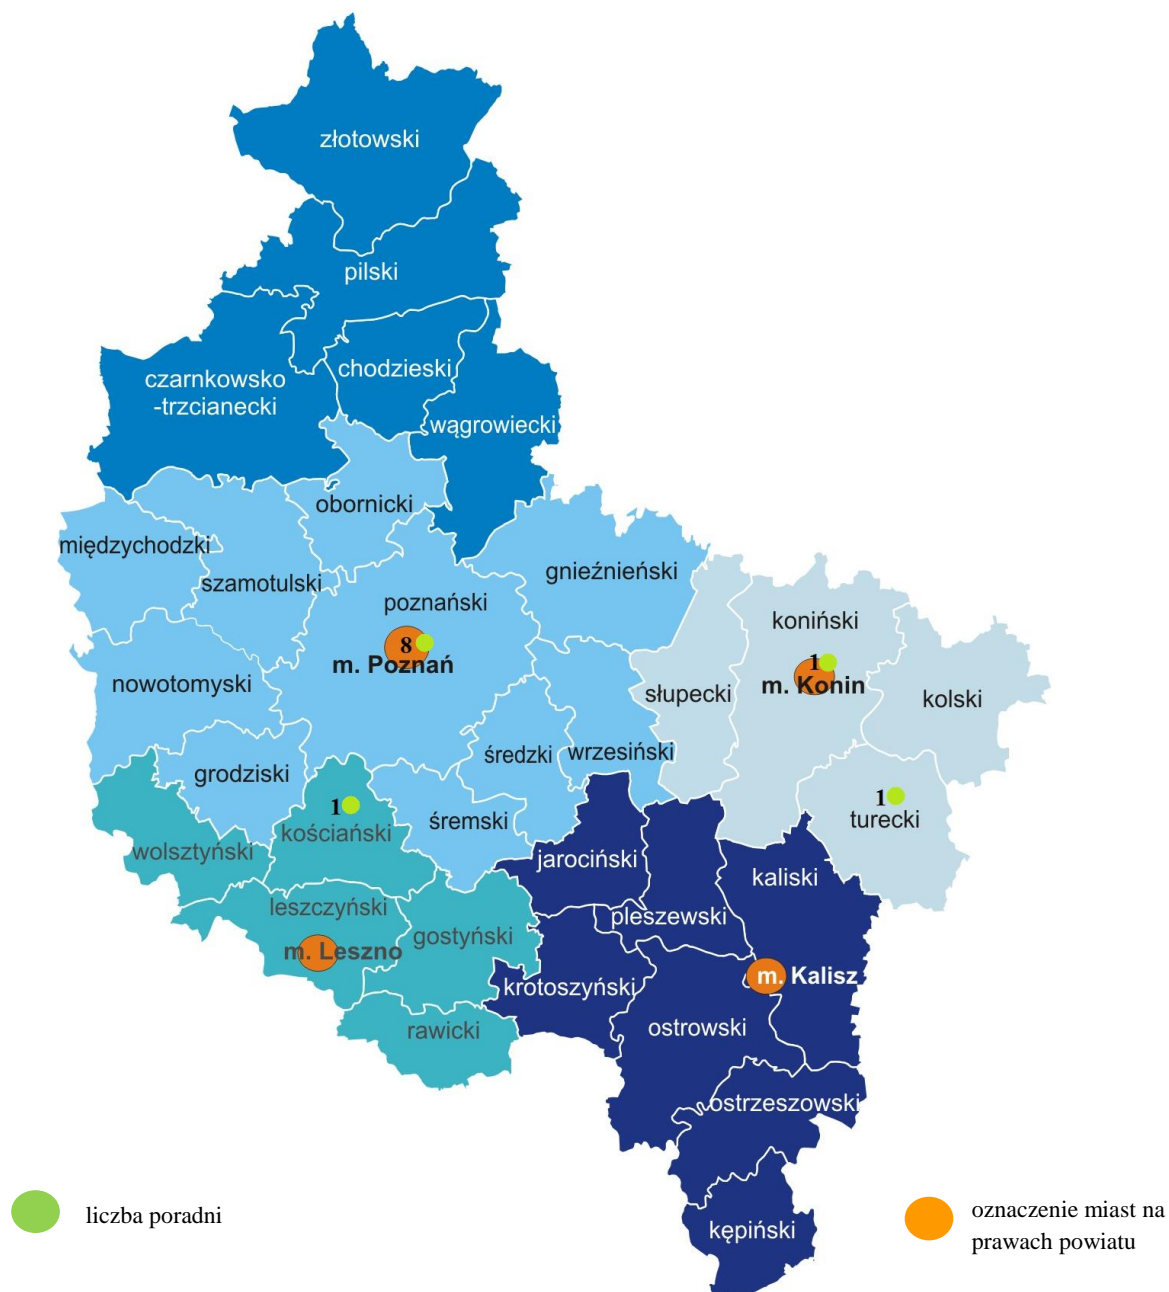 złotowski
pilski
chodzieski
czarnkowsko
-trzcianecki
wągrowiecki
obornicki
międzychodzki
szamotulski
gnieźnieński
poznański
8
m. Poznań
koniński
1
m. Konin
nowotomyski
słupecki
kolski
grodziski
średzki
wrzesiński
1
kościański
śremski
1
turecki
wolsztyński
jarociński
kaliski
leszczyński
pleszewski
gostyński
m. Leszno
krotoszyński
m. Kalisz
rawicki
ostrowski
ostrzeszowski
kępiński
liczba poradni
oznaczenie miast na
prawach powiatu